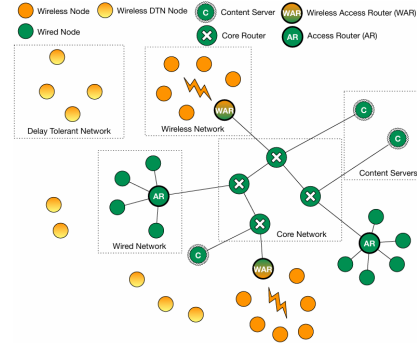 Wireless Node
Wireless DTN Node
C
Content Server
WAR
Wireless Access Router (WAR)
Wired Node
Core Router
AR
Access Router (AR)
Delay Tolerant Network
WAR
Wireless Network
C
C
Content Servers
AR
Wired Network
Core Network
AR
C
WAR